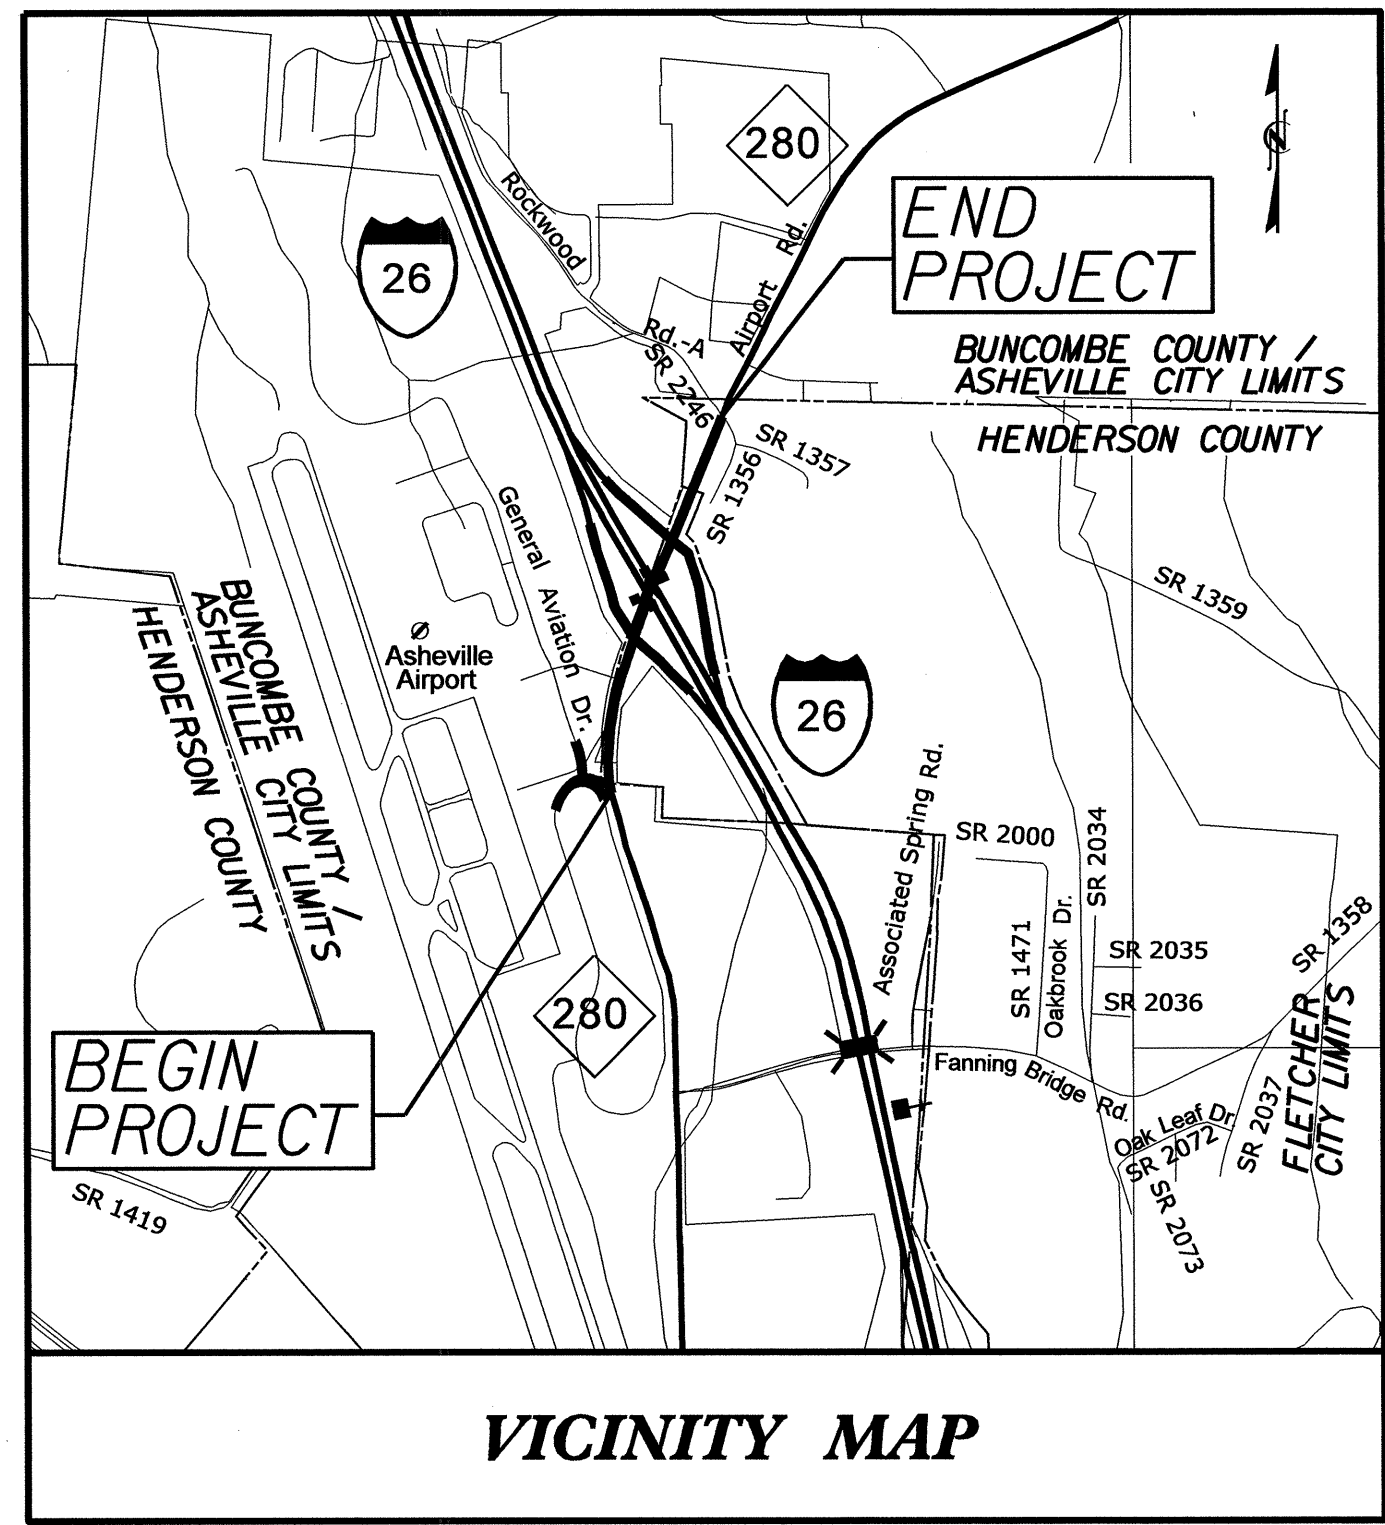 280
N
END
PROJECT
Rockwood
Rd.-A
SR 2246
26
Airport Rd.
BUNCOMBE COUNTY /
ASHEVILLE CITY LIMITS
HENDERSON COUNTY
SR 1357
SR 1356
General Aviation Dr.
SR 1359
BUNCOMBE COUNTY /
ASHEVILLE CITY LIMITS
HENDERSON COUNTY
Asheville
Airport
26
Associated Spring Rd.
SR 2000
SR 2034
SR 1471
Oakbrook Dr.
SR 2035
SR 2036
SR 1358
FLETCHER
CITY LIMITS
280
BEGIN
PROJECT
Fanning Bridge Rd.
Oak Leaf Dr.
SR 2072
SR 2037
SR 2073
SR 1419
VICINITY MAP